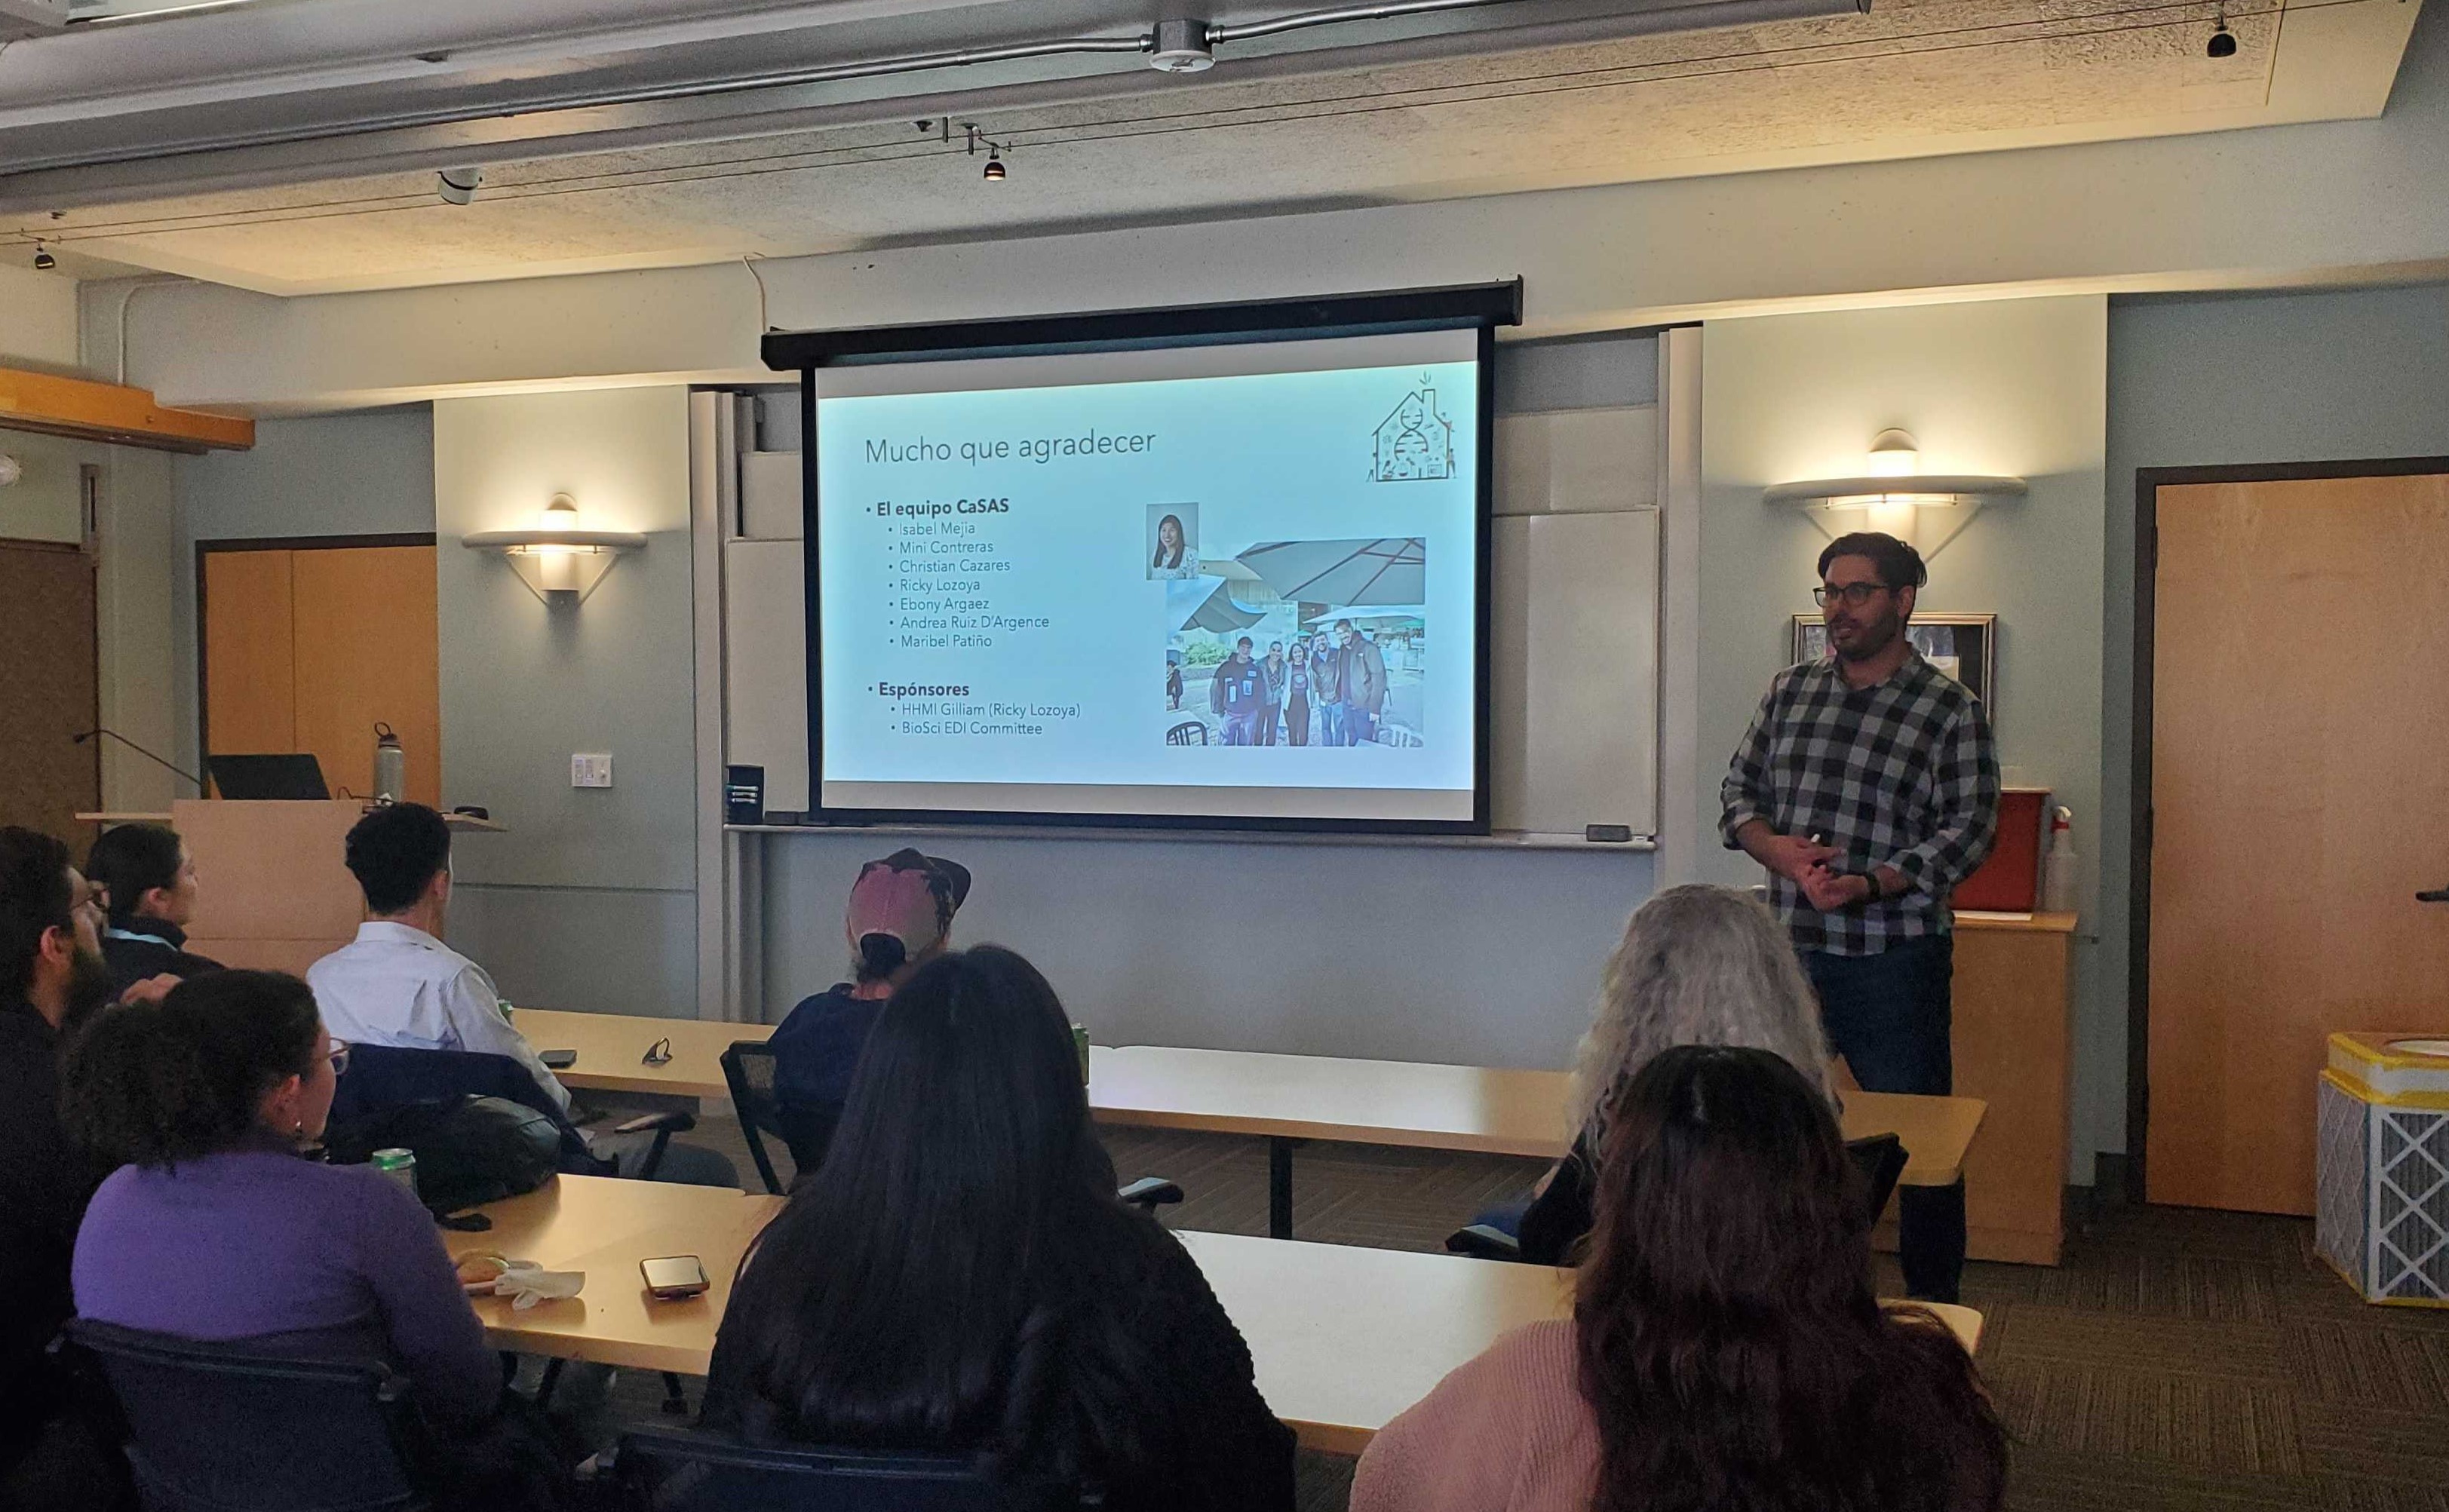 Mucho que agradecer
• El equipo CaSAS
• Isabel Mejia
• Mini Contreras
• Christian Cazares
• Ricky Lozoya
• Ebony Argaez
• Andrea Ruiz D'Argence
• Maribel Patiño
• Espónsores
• HHMI Gilliam (Ricky Lozoya)
• BioSci EDI Committee